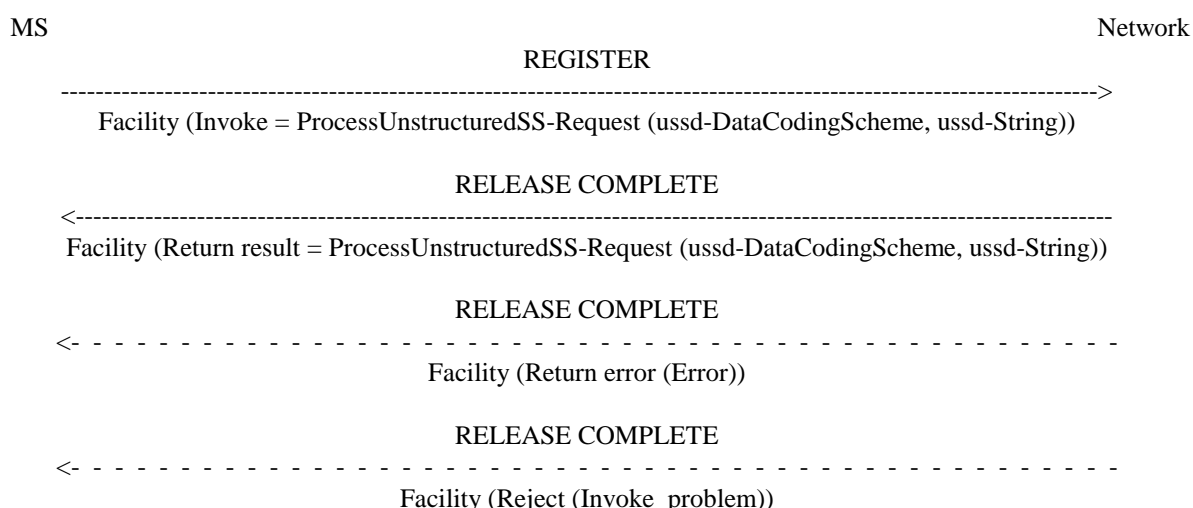 MS Network
REGISTER
Facility (Invoke = ProcessUnstructuredSS-Request (ussd-DataCodingScheme, ussd-String))
RELEASE COMPLETE
Facility (Return result = ProcessUnstructuredSS-Request (ussd-DataCodingScheme, ussd-String))
RELEASE COMPLETE
Facility (Return error (Error))
RELEASE COMPLETE
Facility (Reject (Invoke_problem))